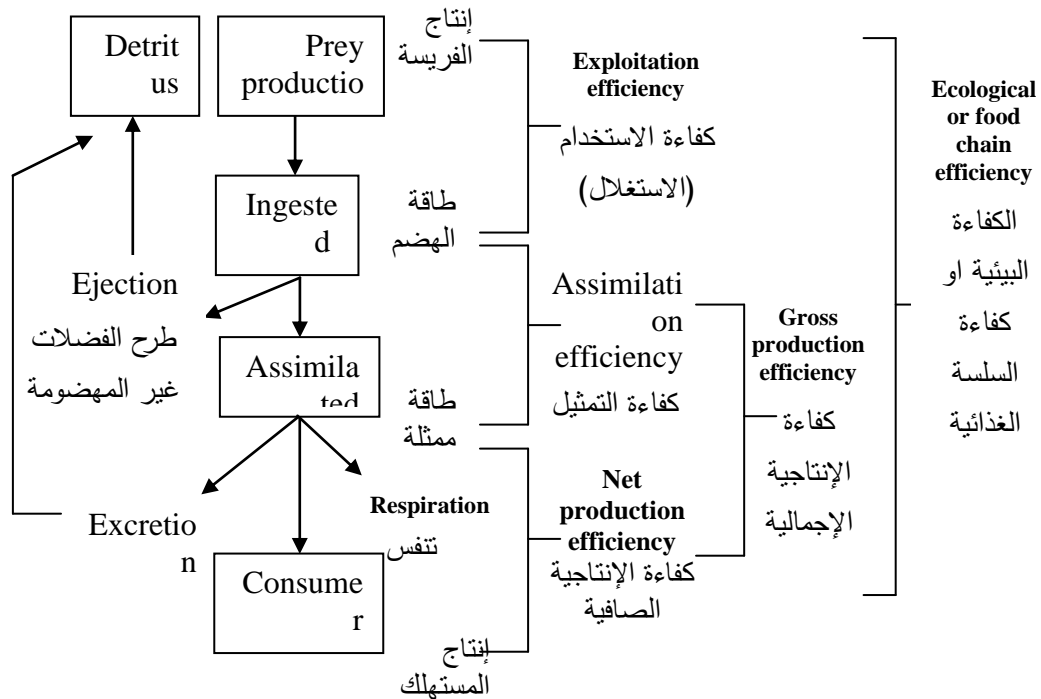 Detrit
us
Prey
productio
إنتاج
الفريسة
Exploitation
efficiency
كفاءة الاستخدام
(الاستغلال)
Ecological
or food
chain
efficiency
الكفاءة
البيئية او
كفاءة
السلسة
الغذائية
Ingeste
d
طاقة
الهضم
Ejection
طرح الفضلات
غير المهضومة
Assimilati
on
efficiency
كفاءة التمثيل
Gross
production
efficiency
كفاءة
الإنتاجية
الإجمالية
Assimila
ted
طاقة
ممثلة
Excretio
n
Respiration
تنفس
Net
production
efficiency
كفاءة الإنتاجية
الصافية
Consume
r
إنتاج
المستهلك